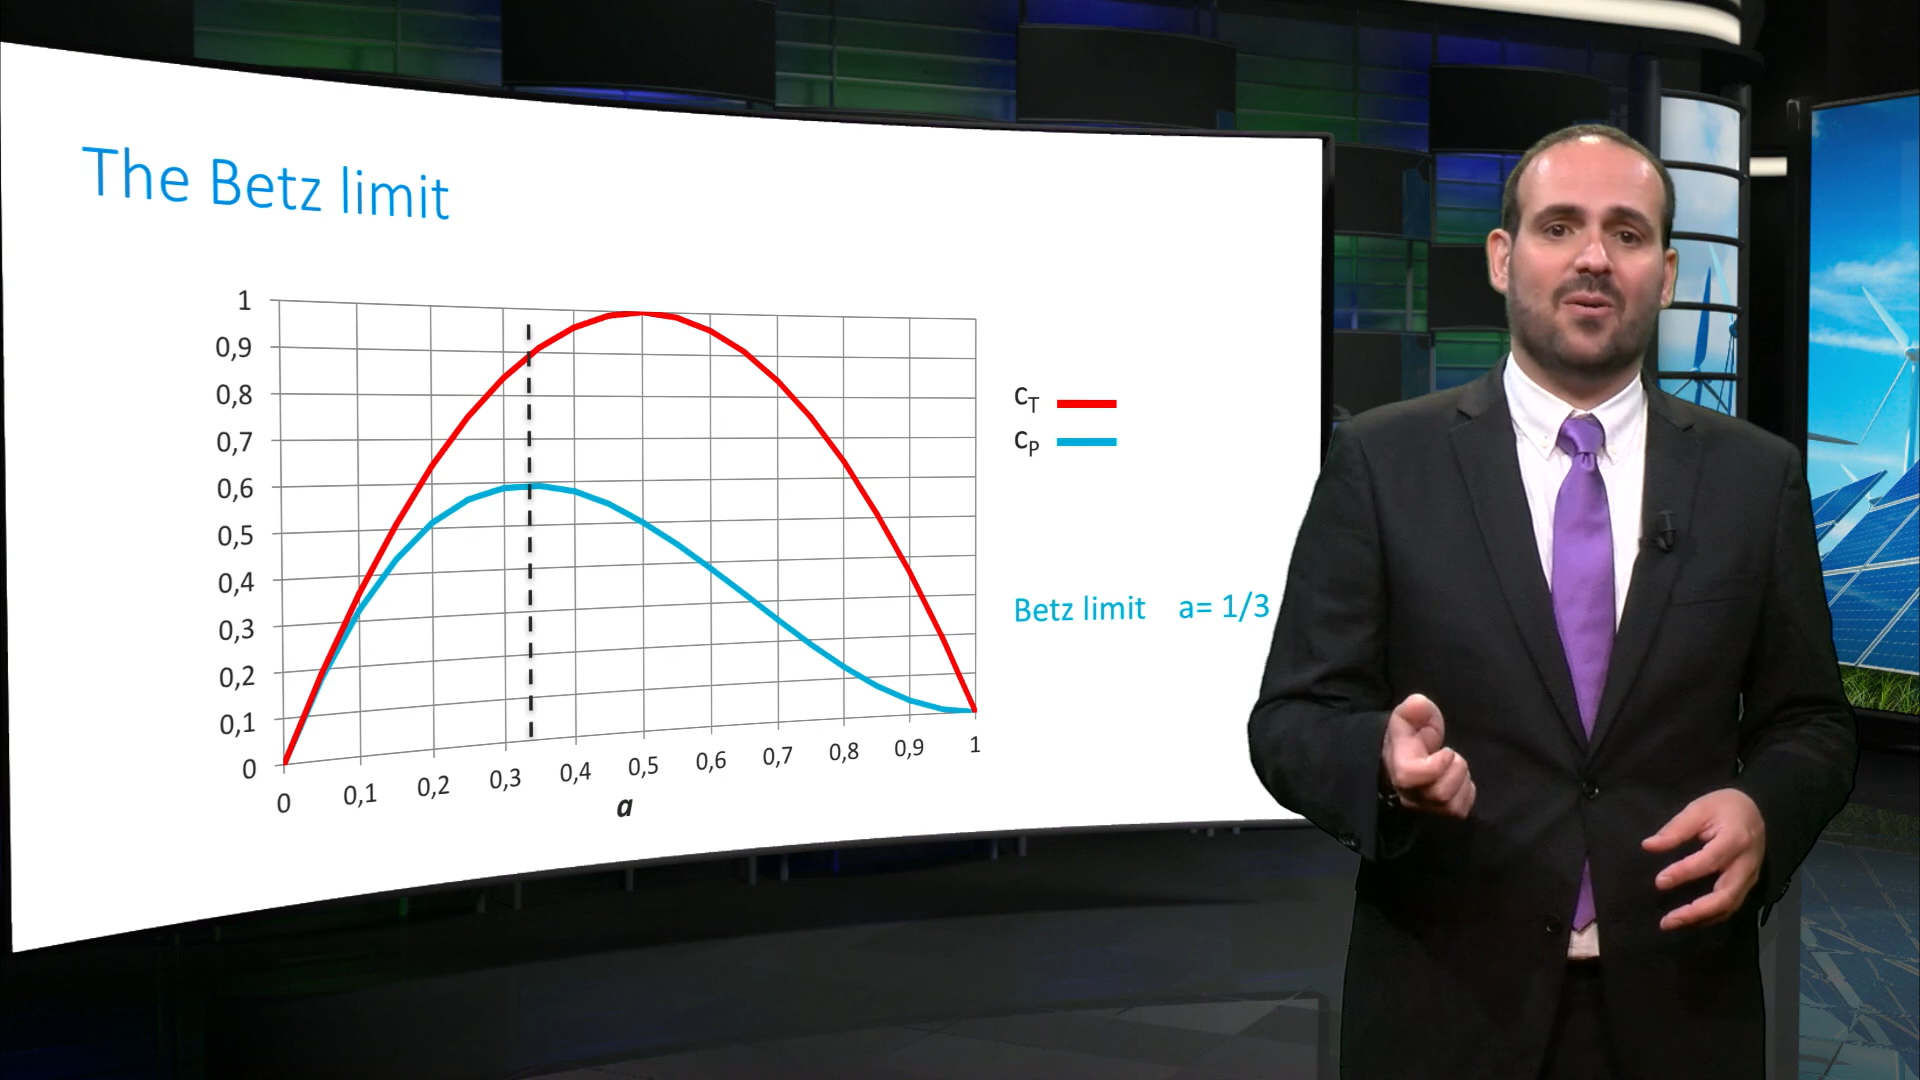 The Betz limit
1
0,9
0,8
0,7
0,6
0,5
0,4
0,3
0,2
0,1
0
0 0,1 0,2 0,3 0,4 0,5 0,6 0,7 0,8 0,9 1
a
cT
cP
Betz limit a= 1/3